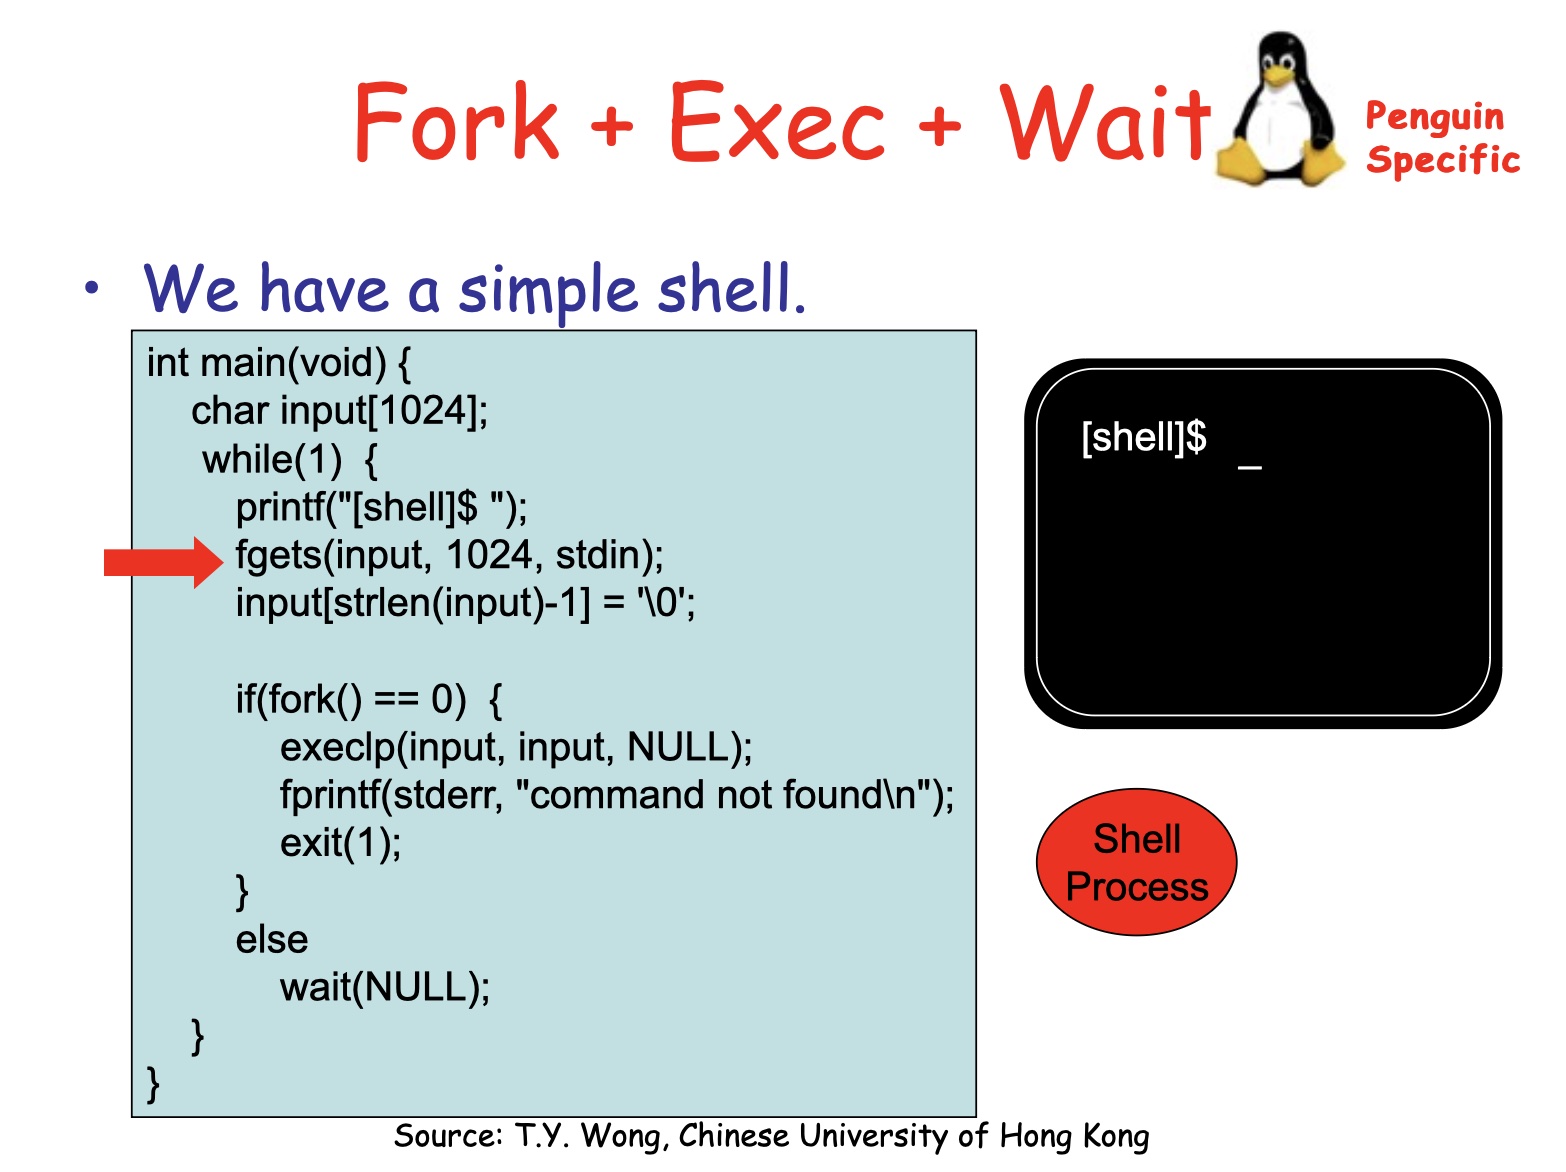 Fork + Exec + Wait
Penguin
Specific
• We have a simple shell.
int main(void) {
char input[1024];
while(1) {
printf("[shell]$ ");
fgets(input, 1024, stdin);
input[strlen(input)-1] = '\0';
if(fork() == 0) {
execlp(input, input, NULL);
fprintf(stderr, "command not found\n");
exit(1);
}
else
wait(NULL);
}
}
[shell]$ _
Shell
Process
Source: T.Y. Wong, Chinese University of Hong Kong